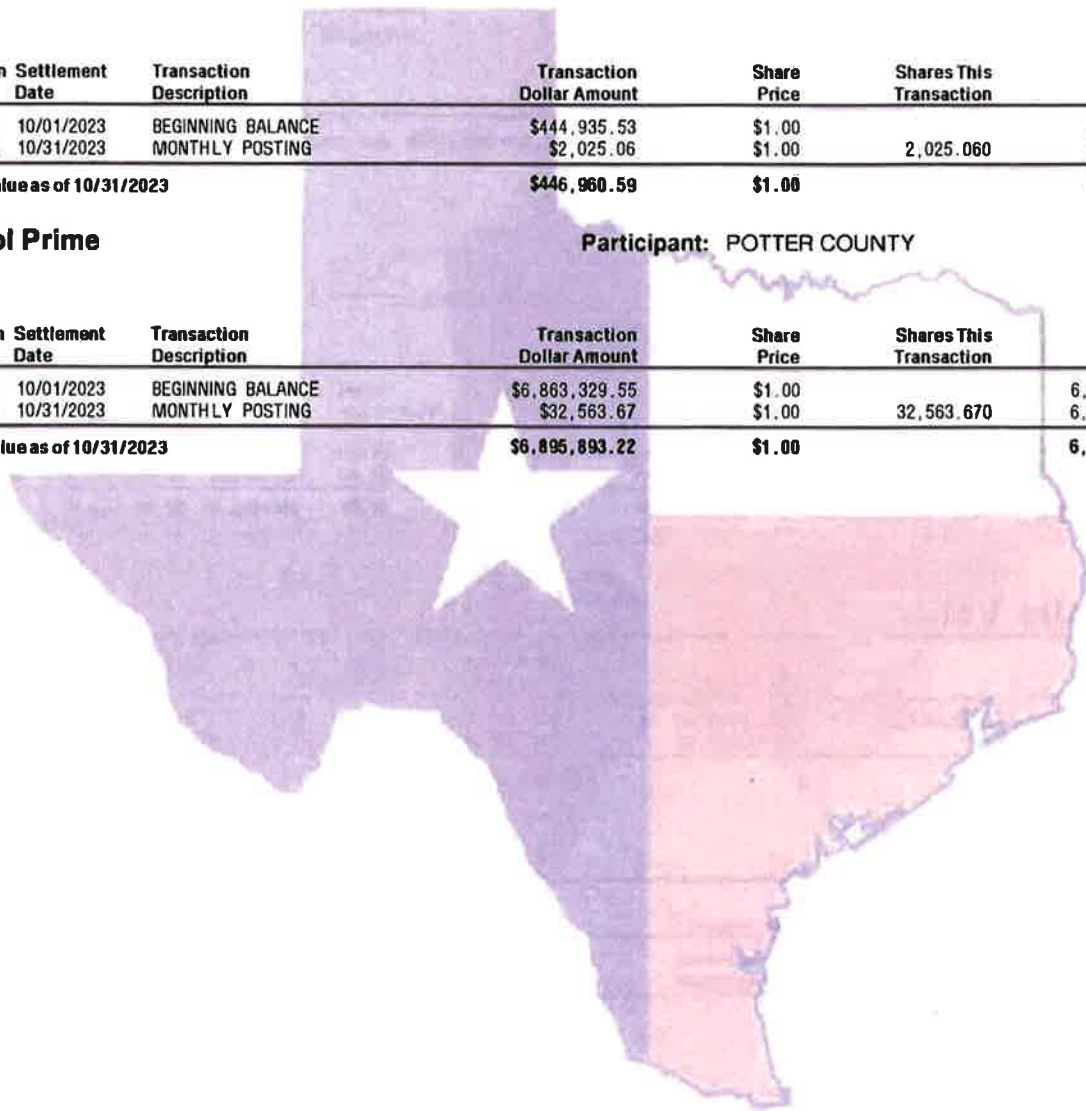 n Settlement Transaction Transaction Share Shares This
Date Description Dollar Amount Price Transaction
10/01/2023 BEGINNING BALANCE $444,935.53 $1.00
10/31/2023 MONTHLY POSTING $2,025.06 $1.00 2,025.060
lue as of 10/31/2023 $446,960.59 $1.00
ol Prime Participant: POTTER COUNTY
n Settlement Transaction Transaction Share Shares This
Date Description Dollar Amount Price Transaction
10/01/2023 BEGINNING BALANCE $6,863,329.55 $1.00 6,
10/31/2023 MONTHLY POSTING $32,563.67 $1.00 32,563.670 6,
lue as of 10/31/2023 $6,895,893.22 $1.00 6,